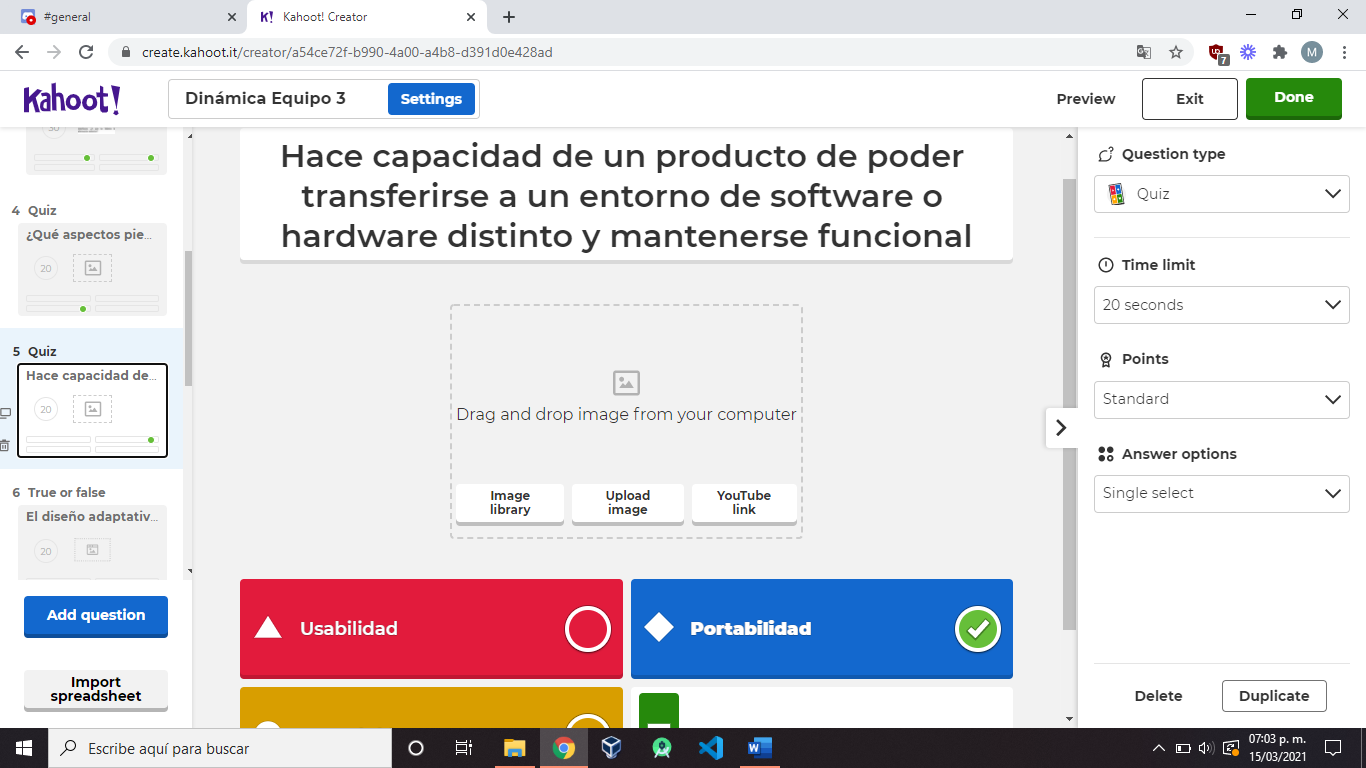 #general
Kahoot! Creator
create.kahoot.it/creator/a54ce72f-b990-4a00-a4b8-d391d0e428ad
7
M
Kahoot!
Dinámica Equipo 3
Settings
Preview
Exit
Done
30
4 Quiz
¿Qué aspectos pie...
20
5 Quiz
Hace capacidad de...
20
6 True or false
El diseño adaptativ...
20
Add question
Import
spreadsheet
Hace capacidad de un producto de poder
transferirse a un entorno de software o
hardware distinto y mantenerse funcional
Drag and drop image from your computer
Image
library
Upload
image
YouTube
link
Usabilidad
Portabilidad
Question type
Quiz
Time limit
20 seconds
Points
Standard
Answer options
Single select
Delete
Duplicate
Escribe aquí para buscar
07:03 p. m.
15/03/2021